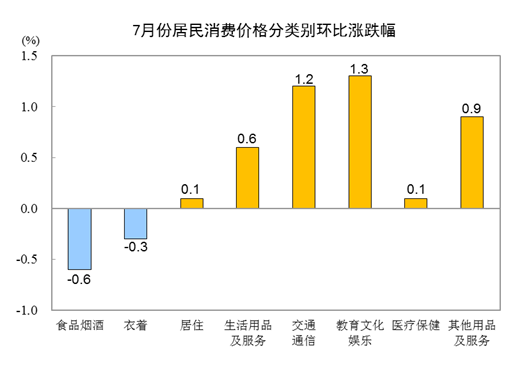 7月份居民消费价格分类别环比涨跌幅
(%)
1.5
1.0
0.5
0.0
-0.5
-1.0
-0.6
-0.3
0.1
0.6
1.2
1.3
0.1
0.9
食品烟酒
衣着
居住
生活用品
及服务
交通
通信
教育文化
娱乐
医疗保健
其他用品
及服务